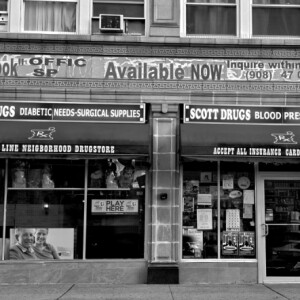 OFFIC Inquire within
SP Available NOW (908) 47
UGS DIABETIC NEEDS-SURGICAL SUPPLIES SCOTT DRUGS BLOOD PRES
LINE NEIGHBORHOOD DRUGSTORE ACCEPT ALL INSURANCE CAR
PLAY
HERE